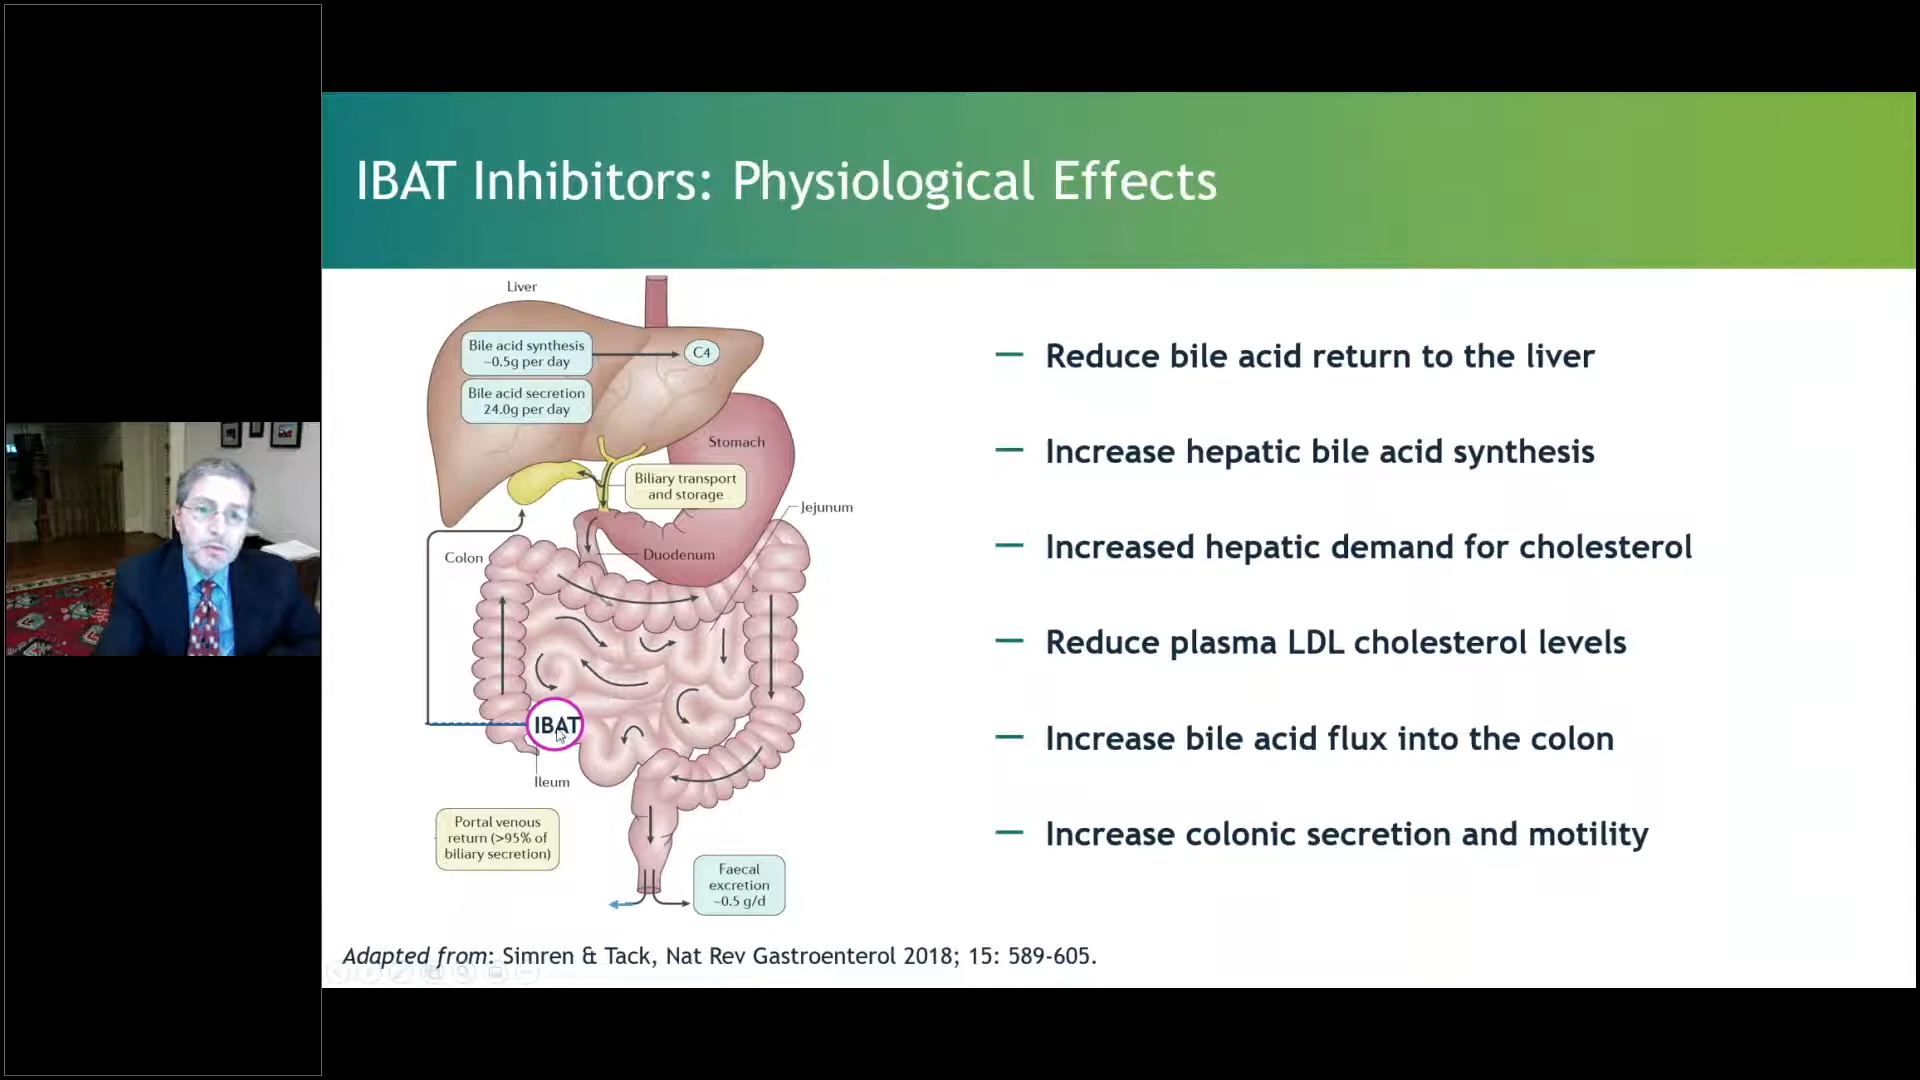 IBAT Inhibitors: Physiological Effects
Liver
Bile acid synthesis
~0.5g per day
C4
Bile acid secretion
24.0g per day
Stomach
Biliary transport
and storage
Jejunum
Colon
Duodenum
IBAT
Ileum
Portal venous
return (>95% of
biliary secretion)
Faecal
excretion
~0.5 g/d
— Reduce bile acid return to the liver
— Increase hepatic bile acid synthesis
— Increased hepatic demand for cholesterol
— Reduce plasma LDL cholesterol levels
— Increase bile acid flux into the colon
— Increase colonic secretion and motility
Adapted from: Simren & Tack, Nat Rev Gastroenterol 2018; 15: 589-605.